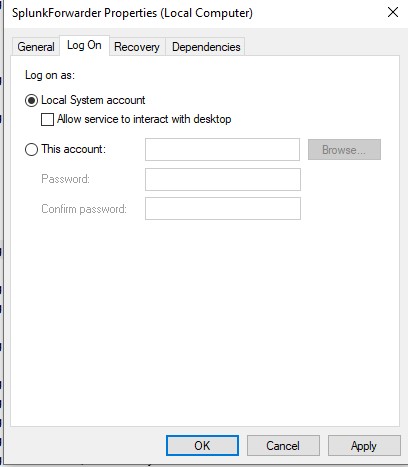 SplunkForwarder Properties (Local Computer)
General Log On Recovery Dependencies
Log on as:
Local System account
Allow service to interact with desktop
This account:
Browse...
Password:
Confirm password:
OK Cancel Apply